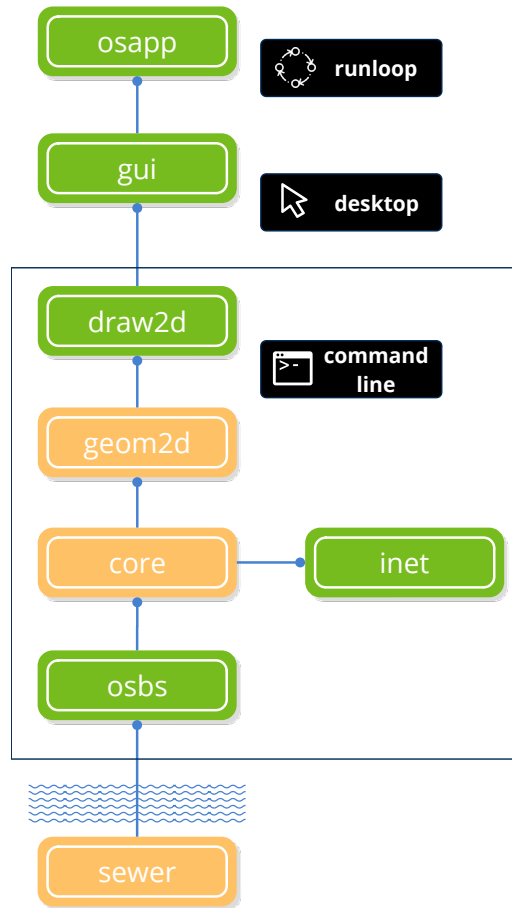 osapp
runloop
gui
desktop
draw2d
command
line
>-
geom2d
core
inet
osbs
sewer